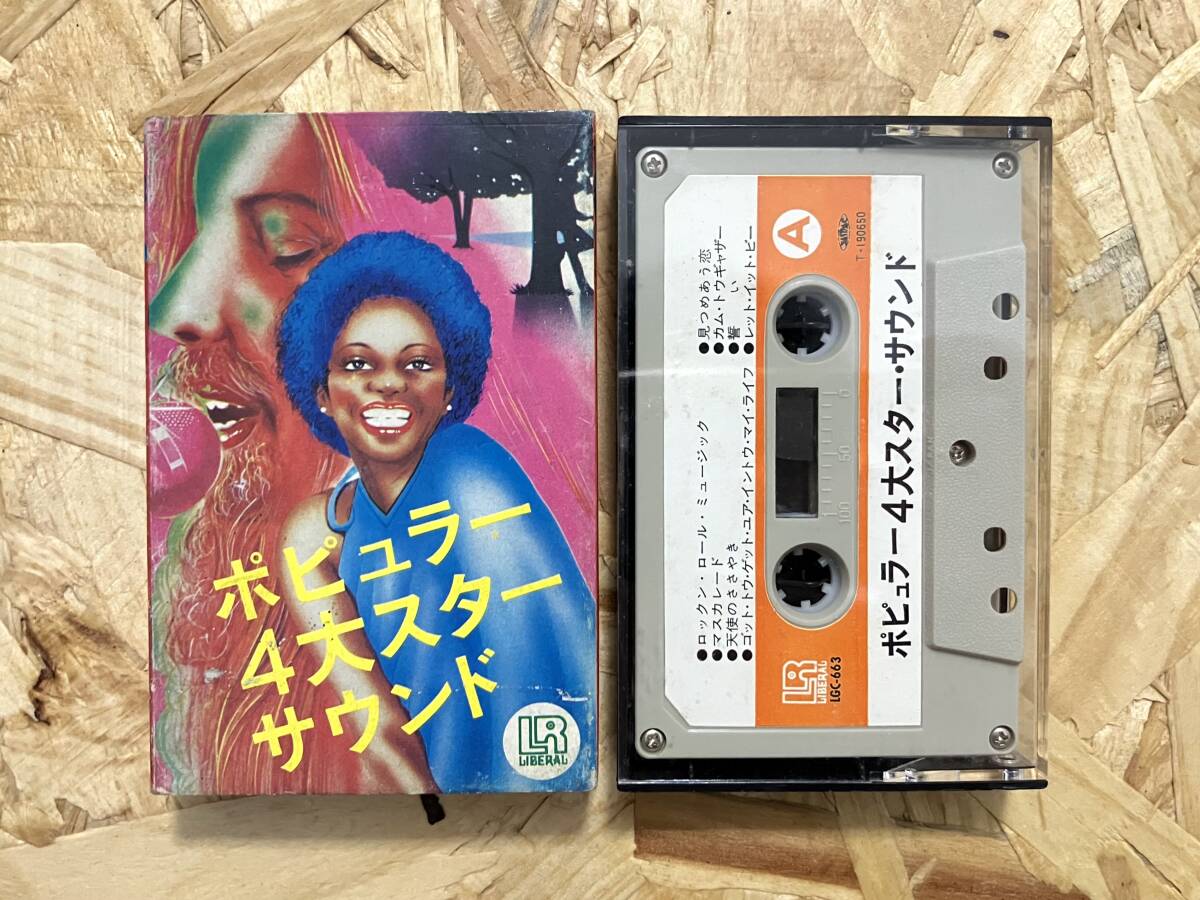 ポピュラー
4大スター
サウンド
LR
LIBERAL
A
T-190650
●ロックン・ロール・ミュージック
●マスカレード
●天使のささやき
●ゴット・トゥ・ゲット・ユア・イントゥ・マイ・ライフ
●見つめあう恋
●カム・トゥギャザー
●誓い
●レット・イット・ビー
LR
LIBERAL
LGC-663
ポピュラー4大スター・サウンド
100
50
0
JAPAN